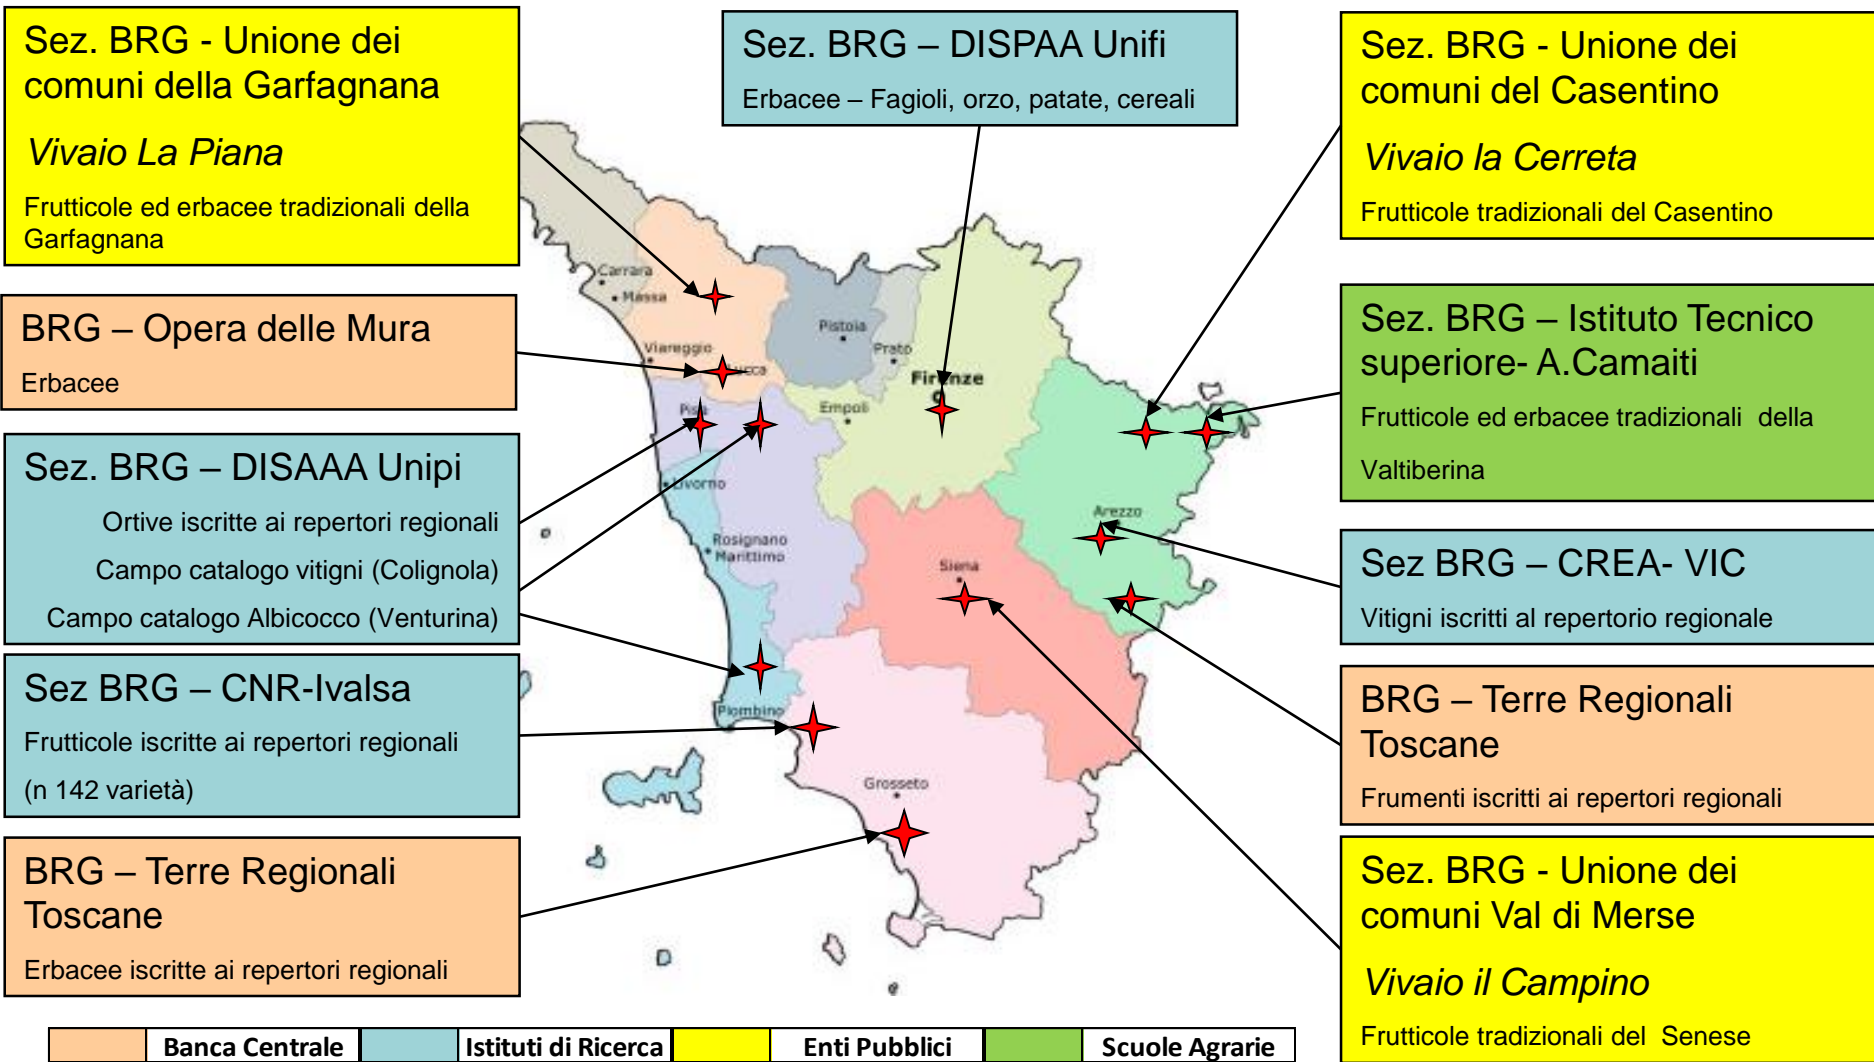 Sez. BRG - Unione dei
comuni della Garfagnana
Vivaio La Piana
Frutticole ed erbacee tradizionali della
Garfagnana
BRG – Opera delle Mura
Erbacee
Sez. BRG – DISAAA Unipi
Ortive iscritte ai repertori regionali
Campo catalogo vitigni (Colignola)
Campo catalogo Albicocco (Venturina)
Sez BRG – CNR-Ivalsa
Frutticole iscritte ai repertori regionali
(n 142 varietà)
BRG – Terre Regionali
Toscane
Erbacee iscritte ai repertori regionali
Sez. BRG – DISPAA Unifi
Erbacee – Fagioli, orzo, patate, cereali
Carrara
Massa
Viareggio
Lucca
Pistoia
Prato
Firenze
Pisa
Empoli
Livorno
Rosignano
Marittimo
Siena
Arezzo
Piombino
Grosseto
Sez. BRG - Unione dei
comuni del Casentino
Vivaio la Cerreta
Frutticole tradizionali del Casentino
Sez. BRG – Istituto Tecnico
superiore- A.Camaiti
Frutticole ed erbacee tradizionali della
Valtiberina
Sez BRG – CREA- VIC
Vitigni iscritti al repertorio regionale
BRG – Terre Regionali
Toscane
Frumenti iscritti ai repertori regionali
Sez. BRG - Unione dei
comuni Val di Merse
Vivaio il Campino
Frutticole tradizionali del Senese
Banca Centrale
Istituti di Ricerca
Enti Pubblici
Scuole Agrarie